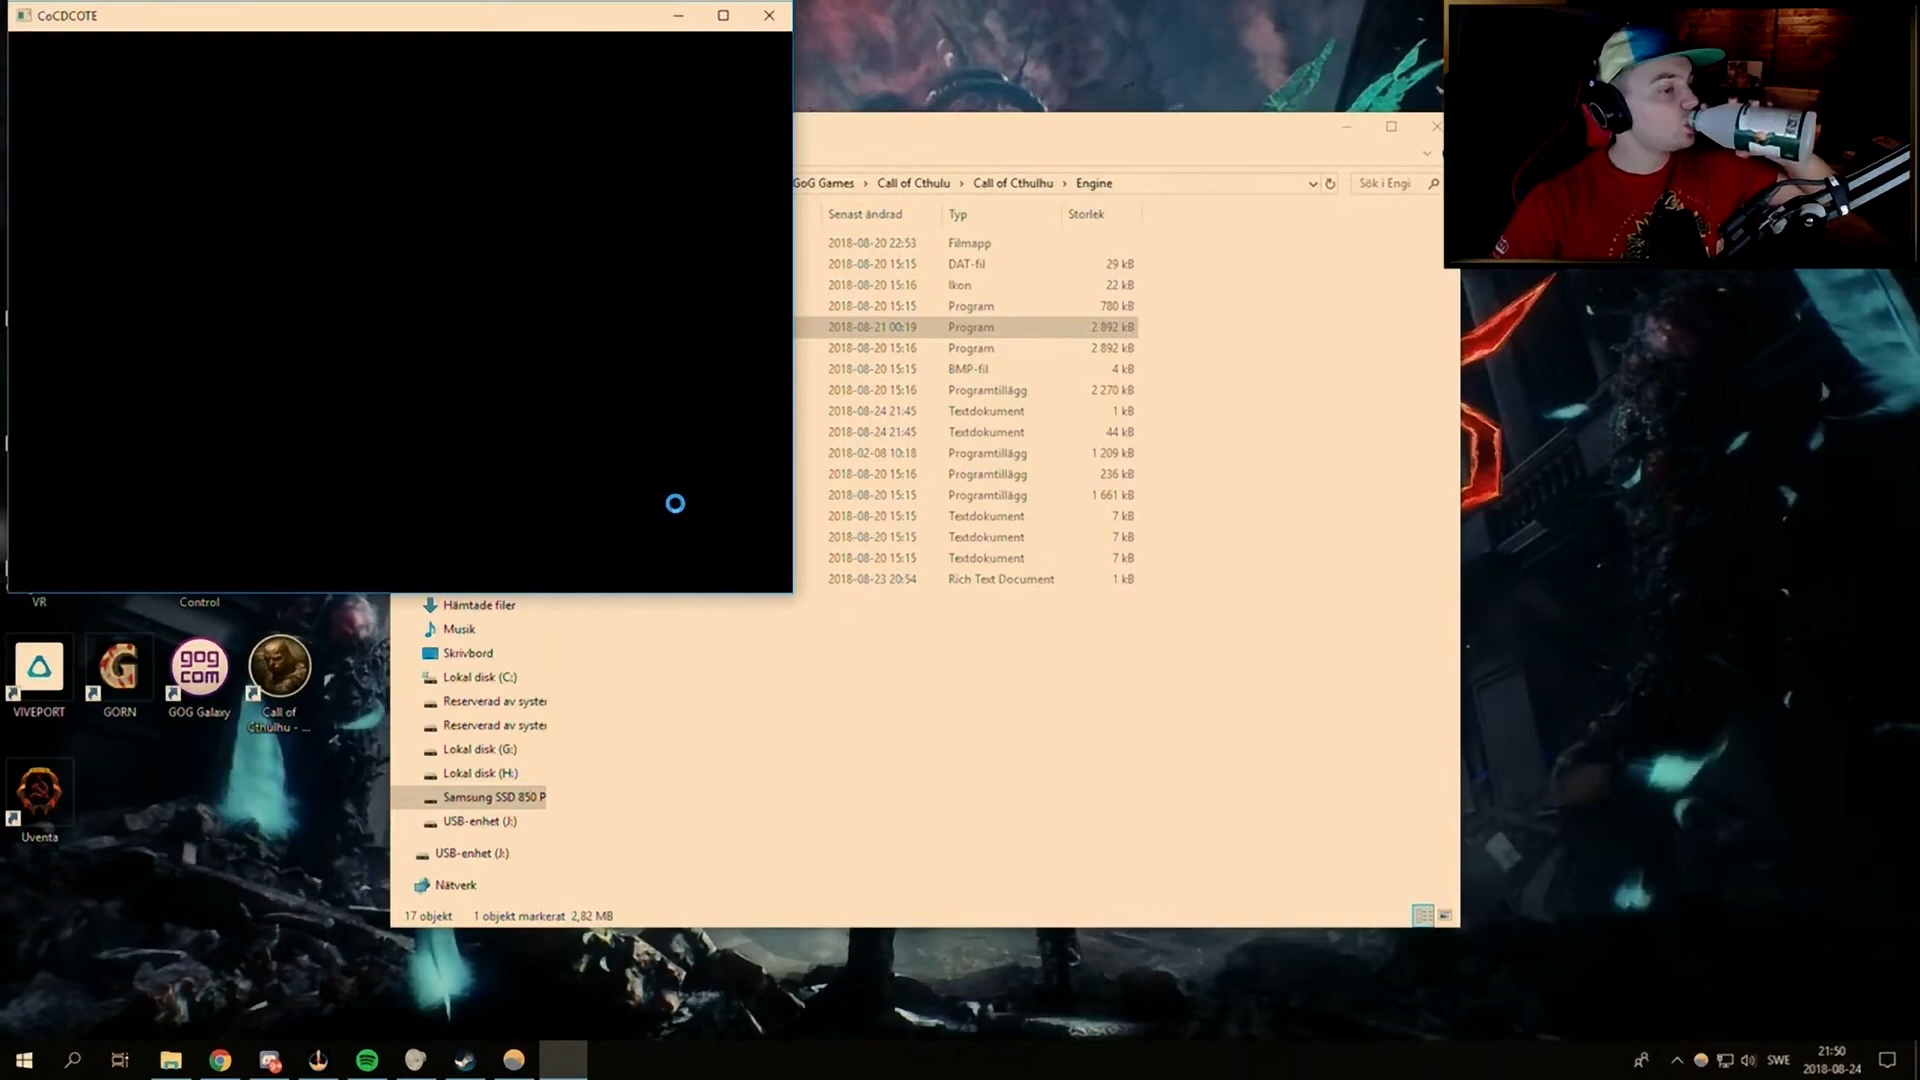 CoCDCOTE
GoG Games › Call of Cthulu › Call of Cthulhu › Engine
Sök i Engi
Senast ändrad Typ Storlek
2018-08-20 22:53 Filmapp
2018-08-20 15:15 DAT-fil 29 kB
2018-08-20 15:16 Ikon 22 kB
2018-08-20 15:15 Program 780 kB
2018-08-21 00:19 Program 2 892 kB
2018-08-20 15:16 Program 2 892 kB
2018-08-20 15:15 BMP-fil 4 kB
2018-08-20 15:16 Programtillägg 2 270 kB
2018-08-24 21:45 Textdokument 1 kB
2018-08-24 21:45 Textdokument 44 kB
2018-02-08 10:18 Programtillägg 1 209 kB
2018-08-20 15:16 Programtillägg 236 kB
2018-08-20 15:15 Programtillägg 1 661 kB
2018-08-20 15:15 Textdokument 7 kB
2018-08-20 15:15 Textdokument 7 kB
2018-08-20 15:15 Textdokument 7 kB
2018-08-23 20:54 Rich Text Document 1 kB
Hämtade filer
Musik
Skrivbord
Lokal disk (C:)
Reserverad av syste
Reserverad av syste
Lokal disk (G:)
Lokal disk (H:)
Samsung SSD 850 P
USB-enhet (J:)
USB-enhet (J:)
Nätverk
17 objekt 1 objekt markerat 2,82 MB
VR Control
gog
com
VIVEPORT GORN GOG Galaxy Call of
Cthulhu - ...
Uventa
SWE
21:50
2018-08-24